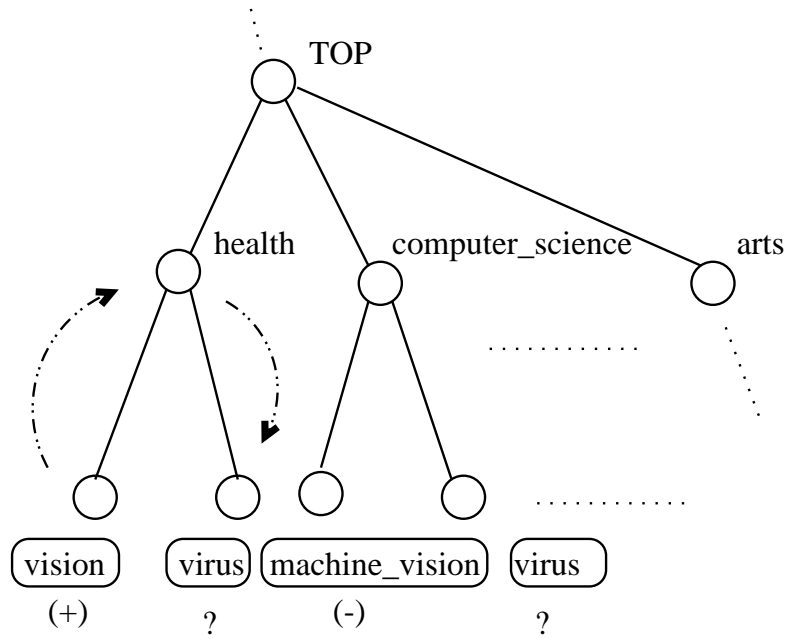 TOP
health computer_science arts
vision virus machine_vision virus
(+) ? (-) ?